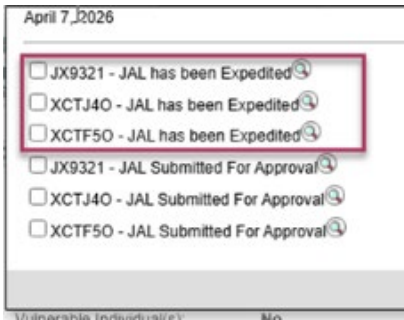 April 7, 2026
JX9321 - JAL has been Expedited
XCTJ4O - JAL has been Expedited
XCTF5O - JAL has been Expedited
JX9321 - JAL Submitted For Approval
XCTJ4O - JAL Submitted For Approval
XCTF5O - JAL Submitted For Approval
Vulnerable Individual(s): No